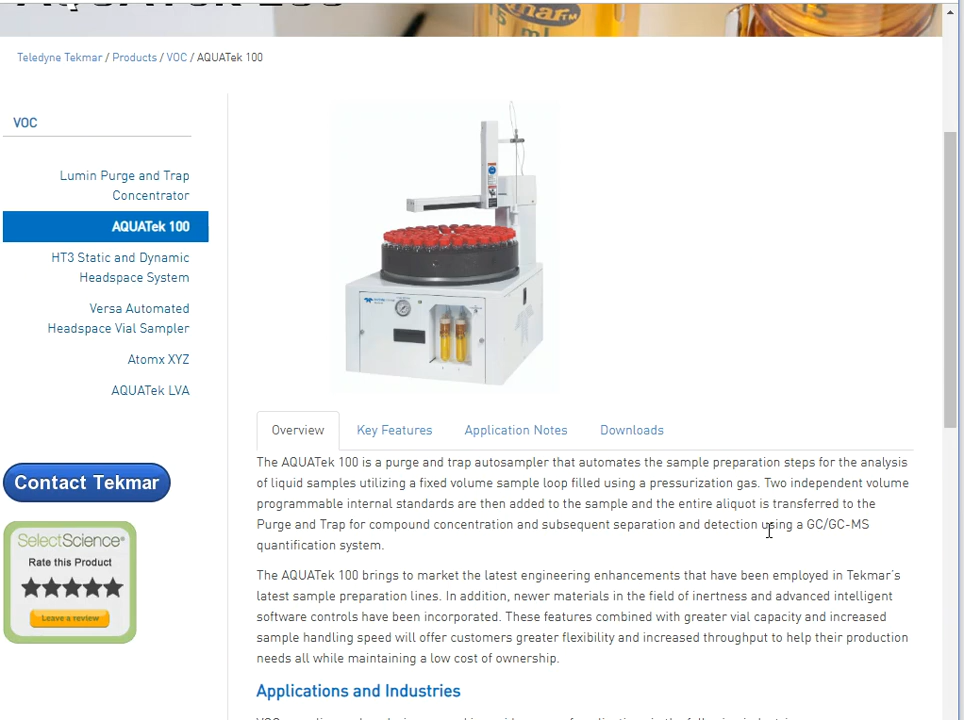 AQUATek 100
Teledyne Tekmar / Products / VOC / AQUATek 100
VOC
Lumin Purge and Trap
Concentrator
AQUATek 100
HT3 Static and Dynamic
Headspace System
Versa Automated
Headspace Vial Sampler
Atomx XYZ
AQUATek LVA
Contact Tekmar
SelectScience®
Rate this Product
Leave a review
Overview
Key Features
Application Notes
Downloads
The AQUATek 100 is a purge and trap autosampler that automates the sample preparation steps for the analysis
of liquid samples utilizing a fixed volume sample loop filled using a pressurization gas. Two independent volume
programmable internal standards are then added to the sample and the entire aliquot is transferred to the
Purge and Trap for compound concentration and subsequent separation and detection using a GC/GC-MS
quantification system.
The AQUATek 100 brings to market the latest engineering enhancements that have been employed in Tekmar's
latest sample preparation lines. In addition, newer materials in the field of inertness and advanced intelligent
software controls have been incorporated. These features combined with greater vial capacity and increased
sample handling speed will offer customers greater flexibility and increased throughput to help their production
needs all while maintaining a low cost of ownership.
Applications and Industries